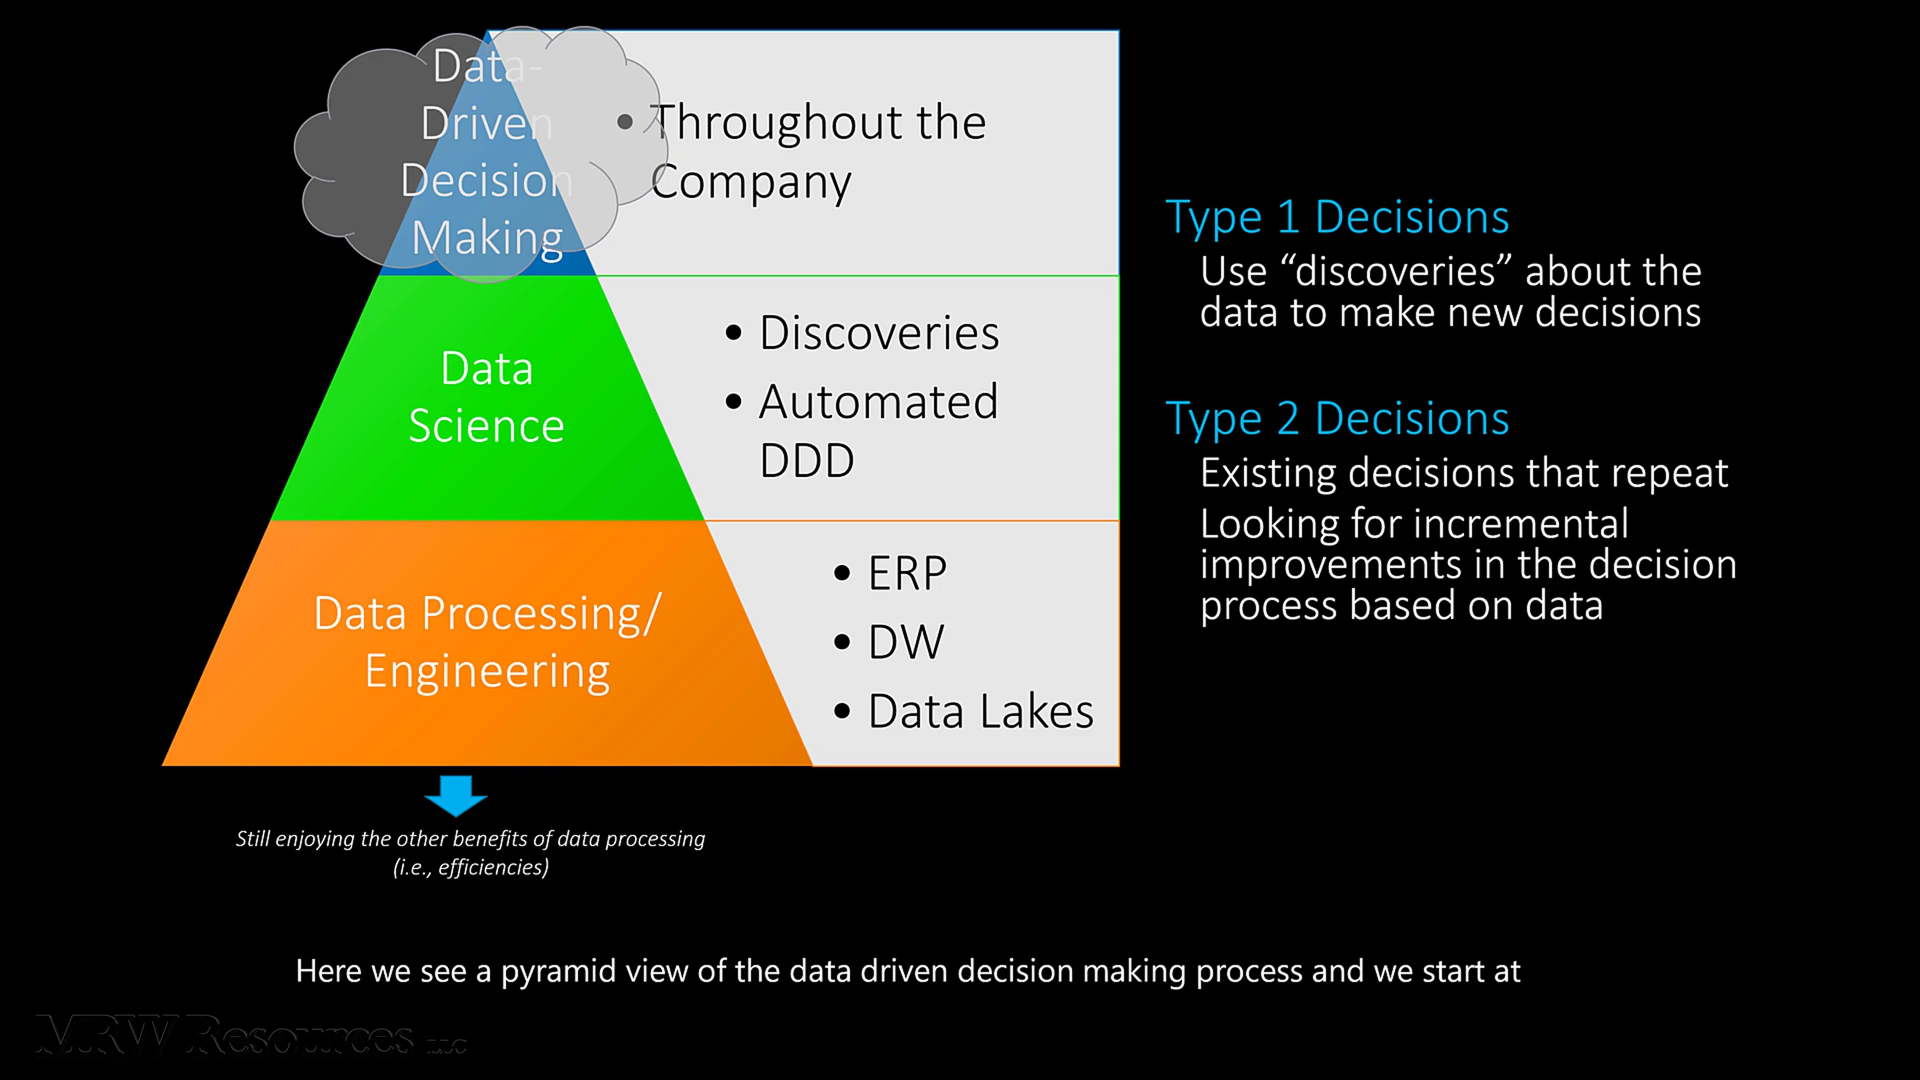 Data-
Driven
Decision
Making
• Throughout the
Company
Data
Science
• Discoveries
• Automated
DDD
Data Processing/
Engineering
• ERP
• DW
• Data Lakes
Still enjoying the other benefits of data processing
(i.e., efficiencies)
Type 1 Decisions
Use “discoveries” about the
data to make new decisions
Type 2 Decisions
Existing decisions that repeat
Looking for incremental
improvements in the decision
process based on data
Here we see a pyramid view of the data driven decision making process and we start at
MRW Resources LLC